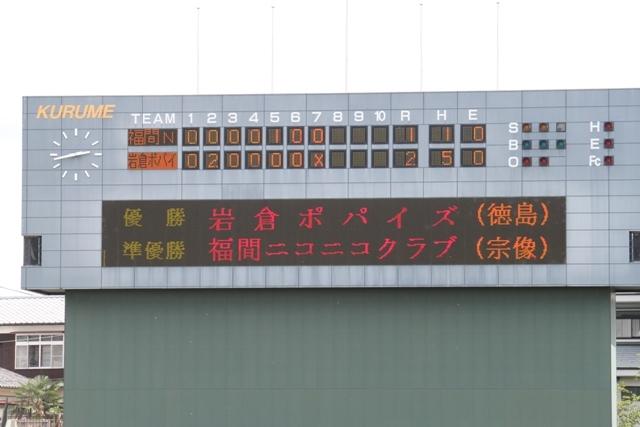 KURUME
TEAM 1 2 3 4 5 6 7 8 9 10 R H E
福間N 0 0 0 0 1 0 0 1 1 0
岩倉ポパイ 0 2 0 0 0 0 X 2 5 0
S H
B E
O Fc
優勝 岩倉ポパイズ (徳島)
準優勝 福間ニコニコクラブ (宗像)